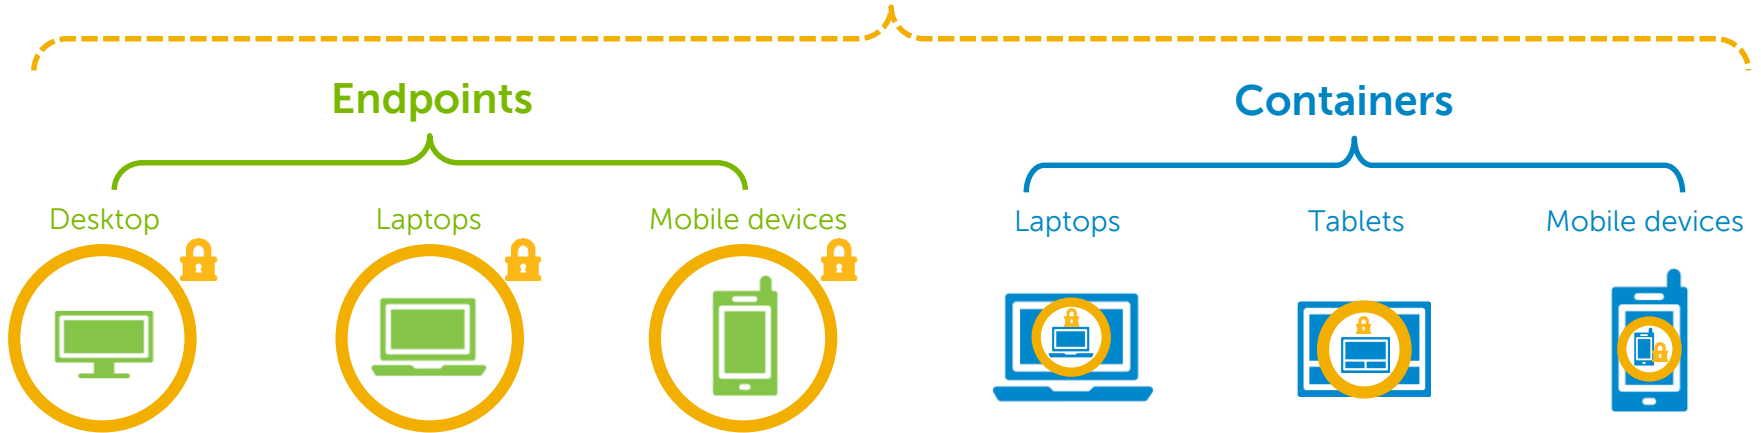 Endpoints
Containers
Desktop
Laptops
Mobile devices
Laptops
Tablets
Mobile devices